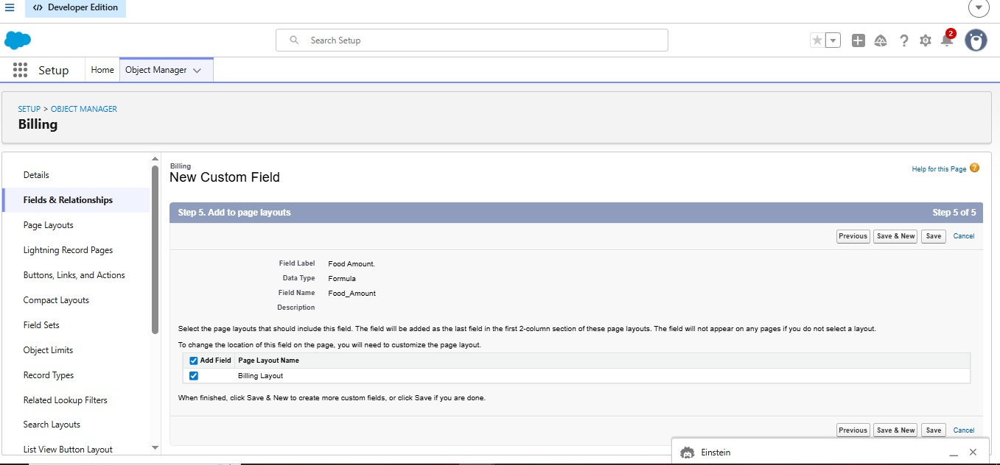 Developer Edition
Search Setup
2
Setup Home Object Manager
SETUP > OBJECT MANAGER
Billing
Details
Fields & Relationships
Page Layouts
Lightning Record Pages
Buttons, Links, and Actions
Compact Layouts
Field Sets
Object Limits
Record Types
Related Lookup Filters
Search Layouts
List View Button Layout
Billing
New Custom Field
Help for this Page ?
Step 5. Add to page layouts Step 5 of 5
Previous Save & New Save Cancel
Field Label Food Amount.
Data Type Formula
Field Name Food_Amount
Description
Select the page layouts that should include this field. The field will be added as the last field in the first 2-column section of these page layouts. The field will not appear on any pages if you do not select a layout.
To change the location of this field on the page, you will need to customize the page layout.
Add Field Page Layout Name
Billing Layout
When finished, click Save & New to create more custom fields, or click Save if you are done.
Previous Save & New Save Cancel
Einstein